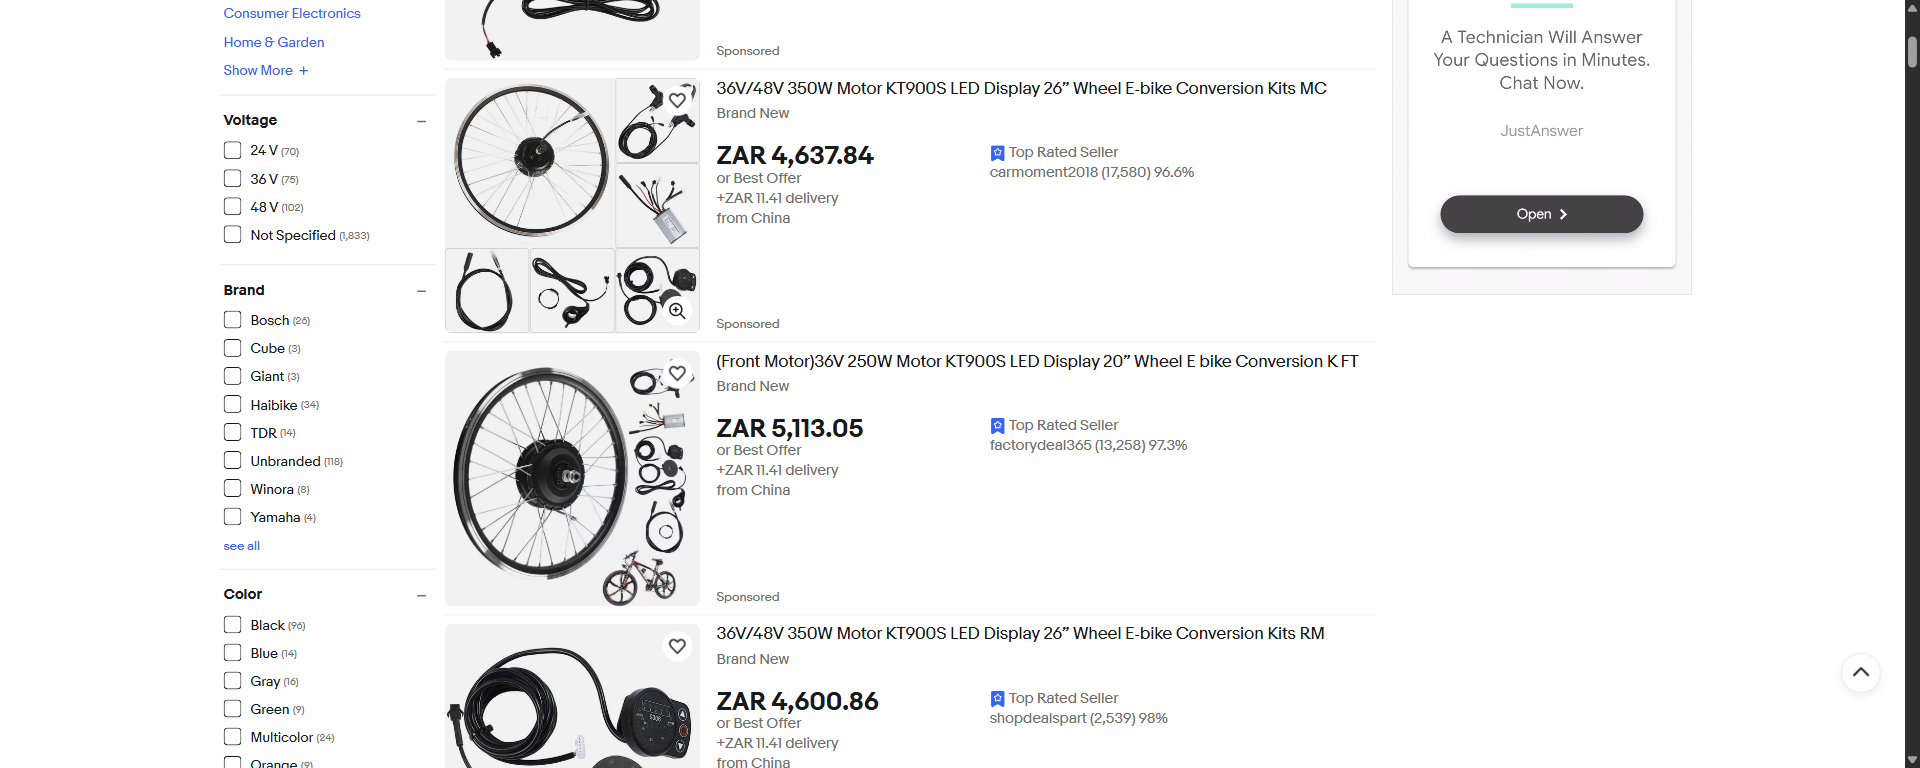 Consumer Electronics
Home & Garden
Show More +
Voltage
24 V (70)
36 V (75)
48 V (102)
Not Specified (1,833)
Brand
Bosch (26)
Cube (3)
Giant (3)
Haibike (34)
TDR (14)
Unbranded (118)
Winora (8)
Yamaha (4)
see all
Color
Black (96)
Blue (14)
Gray (16)
Green (9)
Multicolor (24)
Orange (9)
Sponsored
36V/48V 350W Motor KT900S LED Display 26” Wheel E-bike Conversion Kits MC
Brand New
ZAR 4,637.84
or Best Offer
+ZAR 11.41 delivery
from China
Top Rated Seller
carmoment2018 (17,580) 96.6%
Sponsored
(Front Motor)36V 250W Motor KT900S LED Display 20” Wheel E bike Conversion K FT
Brand New
ZAR 5,113.05
or Best Offer
+ZAR 11.41 delivery
from China
Top Rated Seller
factorydeal365 (13,258) 97.3%
Sponsored
36V/48V 350W Motor KT900S LED Display 26” Wheel E-bike Conversion Kits RM
Brand New
ZAR 4,600.86
or Best Offer
+ZAR 11.41 delivery
from China
Top Rated Seller
shopdealspart (2,539) 98%
A Technician Will Answer
Your Questions in Minutes.
Chat Now.
JustAnswer
Open